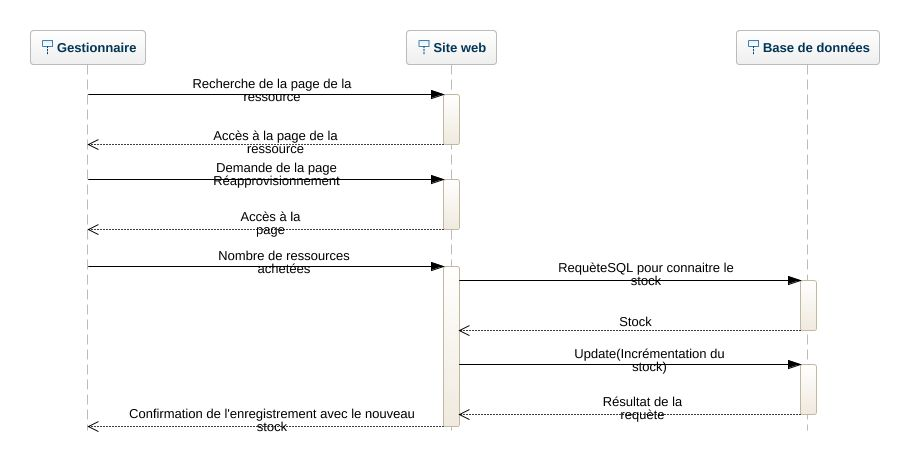 Gestionnaire
Site web
Base de données
Recherche de la page de la
ressource
Accès à la page de la
ressource
Demande de la page
Réapprovisionnement
Accès à la
page
Nombre de ressources
achetées
RequèteSQL pour connaitre le
stock
Stock
Update(Incrémentation du
stock)
Résultat de la
requète
Confirmation de l'enregistrement avec le nouveau
stock